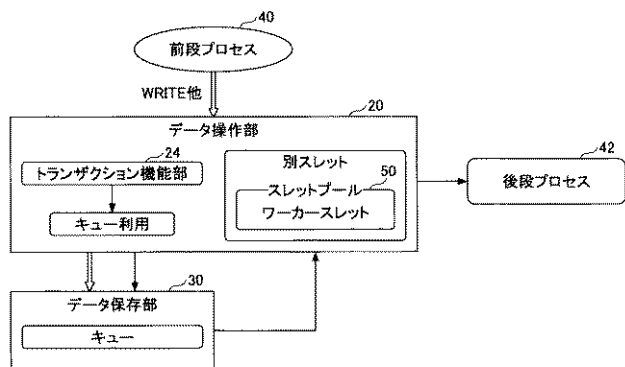 40
前段プロセス
WRITE他
20
データ操作部
24
トランザクション機能部
キュー利用
別スレット
50
スレットプール
ワーカースレット
42
後段プロセス
30
データ保存部
キュー